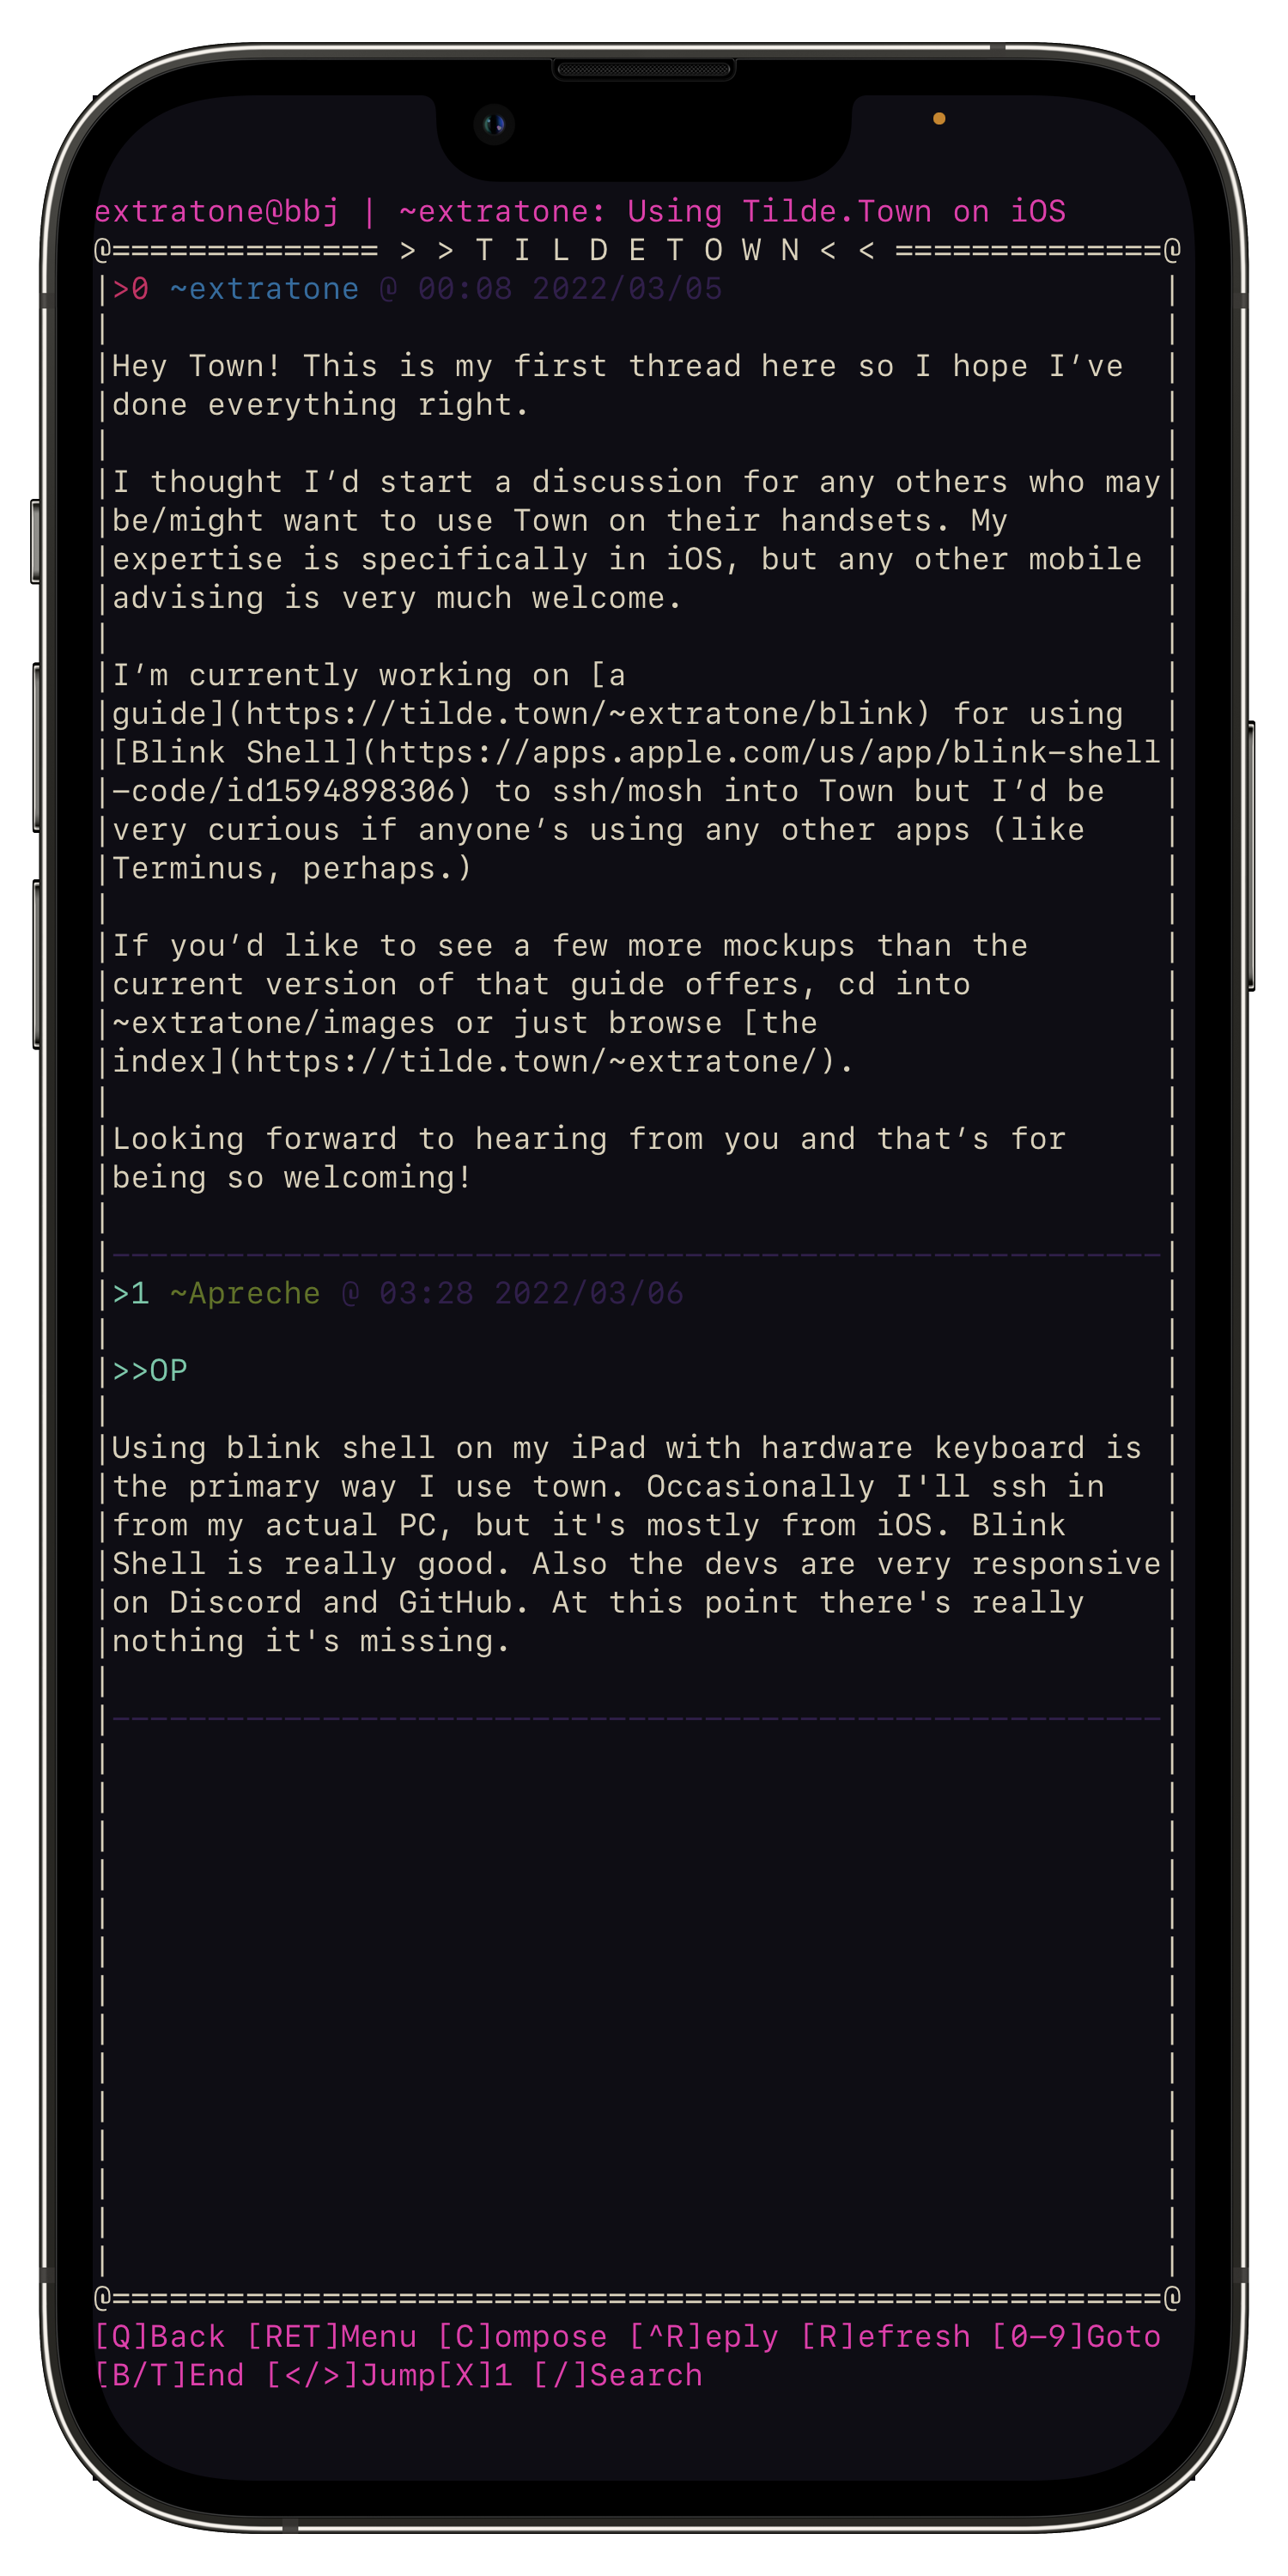 extratone@bbj | ~extratone: Using Tilde.Town on iOS
@============== > > T I L D E T O W N < < ==============@
|>0 ~extratone @ 00:08 2022/03/05
|Hey Town! This is my first thread here so I hope I’ve |
|done everything right. |
|I thought I’d start a discussion for any others who may|
|be/might want to use Town on their handsets. My |
|expertise is specifically in iOS, but any other mobile |
|advising is very much welcome. |
|I’m currently working on [a |
|guide](https://tilde.town/~extratone/blink) for using |
|[Blink Shell](https://apps.apple.com/us/app/blink-shell|
|-code/id1594898306) to ssh/mosh into Town but I’d be |
|very curious if anyone’s using any other apps (like |
|Terminus, perhaps.) |
|If you’d like to see a few more mockups than the |
|current version of that guide offers, cd into |
|~extratone/images or just browse [the |
|index](https://tilde.town/~extratone/). |
|Looking forward to hearing from you and that’s for |
|being so welcoming! |
|-------------------------------------------------------|
|>1 ~Apreche @ 03:28 2022/03/06 |
|>>OP |
|Using blink shell on my iPad with hardware keyboard is |
|the primary way I use town. Occasionally I'll ssh in |
|from my actual PC, but it's mostly from iOS. Blink |
|Shell is really good. Also the devs are very responsive|
|on Discord and GitHub. At this point there's really |
|nothing it's missing. |
|-------------------------------------------------------|
@=======================================================@
[Q]Back [RET]Menu [C]ompose [^R]eply [R]efresh [0-9]Goto
[B/T]End [</>]Jump[X]1 [/]Search